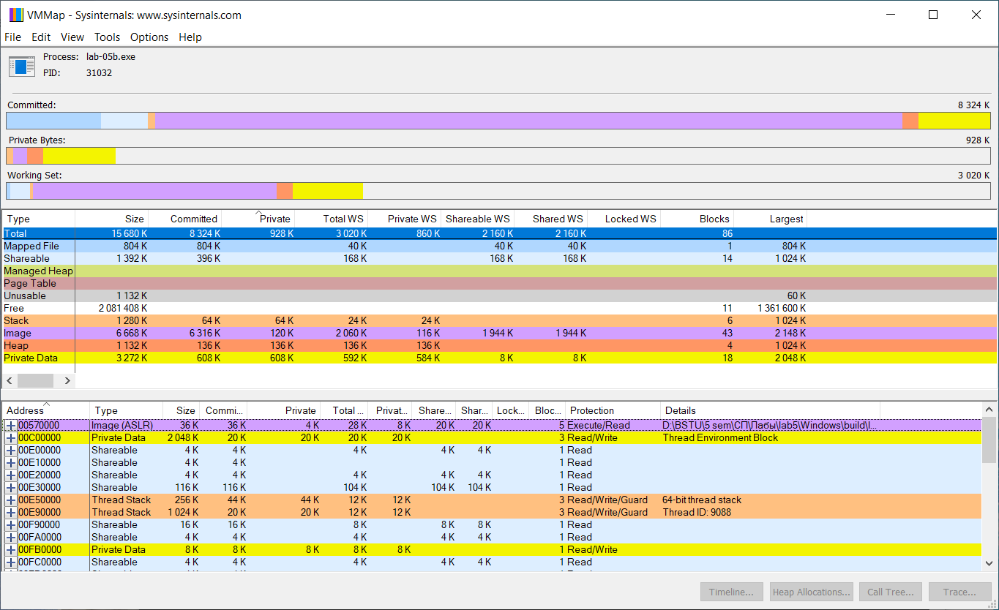 VMMap - Sysinternals: www.sysinternals.com
File Edit View Tools Options Help
Process: lab-05b.exe
PID: 31032
Committed: 8 324 K
Private Bytes: 928 K
Working Set: 3 020 K
Type Size Committed Private Total WS Private WS Shareable WS Shared WS Locked WS Blocks Largest
Total 15 680 K 8 324 K 928 K 3 020 K 860 K 2 160 K 2 160 K 86
Mapped File 804 K 804 K 40 K 40 K 40 K 1 804 K
Shareable 1 392 K 396 K 168 K 168 K 168 K 14 1 024 K
Managed Heap
Page Table
Unusable 1 132 K 60 K
Free 2 081 408 K 11 1 361 600 K
Stack 1 280 K 64 K 64 K 24 K 24 K 6 1 024 K
Image 6 668 K 6 316 K 120 K 2 060 K 116 K 1 944 K 1 944 K 43 2 148 K
Heap 1 132 K 136 K 136 K 136 K 136 K 4 1 024 K
Private Data 3 272 K 608 K 608 K 592 K 584 K 8 K 8 K 18 2 048 K
Address Type Size Commi... Private Total ... Privat... Share... Shar... Lock... Bloc... Protection Details
00570000 Image (ASLR) 36 K 36 K 4 K 28 K 8 K 20 K 20 K 5 Execute/Read D:\BSTU\5 sem\СП\Лабы\lab5\Windows\build\l...
00C00000 Private Data 2 048 K 20 K 20 K 20 K 20 K 3 Read/Write Thread Environment Block
00E00000 Shareable 4 K 4 K 4 K 4 K 4 K 1 Read
00E10000 Shareable 4 K 4 K 1 Read
00E20000 Shareable 4 K 4 K 4 K 4 K 4 K 1 Read
00E30000 Shareable 116 K 116 K 104 K 104 K 104 K 1 Read
00E50000 Thread Stack 256 K 44 K 44 K 12 K 12 K 3 Read/Write/Guard 64-bit thread stack
00E90000 Thread Stack 1 024 K 20 K 20 K 12 K 12 K 3 Read/Write/Guard Thread ID: 9088
00F90000 Shareable 16 K 16 K 8 K 8 K 8 K 1 Read
00FA0000 Shareable 4 K 4 K 4 K 4 K 4 K 1 Read
00FB0000 Private Data 8 K 8 K 8 K 8 K 8 K 1 Read/Write
00FC0000 Shareable 4 K 4 K 4 K 4 K 4 K 1 Read
Timeline... Heap Allocations... Call Tree... Trace...